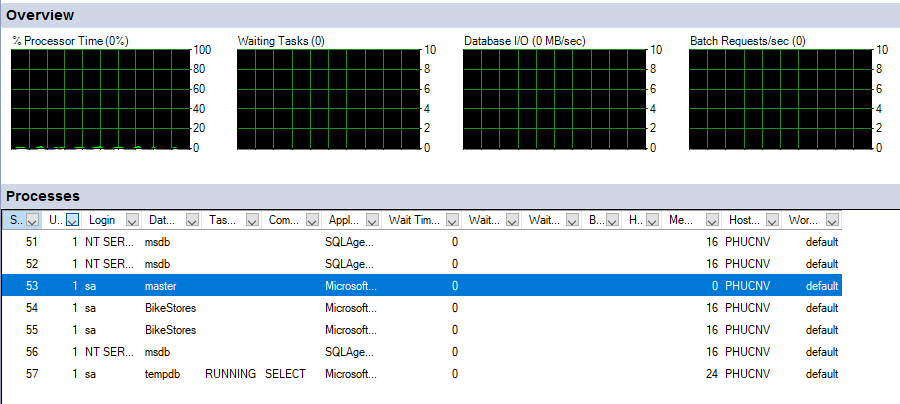 Overview
% Processor Time (0%) Waiting Tasks (0) Database I/O (0 MB/sec) Batch Requests/sec (0)
100 10 10 10
80 8 8 8
60 6 6 6
40 4 4 4
20 2 2 2
0 0 0 0
Processes
S.. U.. Login Dat... Tas... Com... Appl... Wait Tim... Wait... Wait... B... H.. Me... Host... Wor...
51 1 NT SER... msdb SQLAge... 0 16 PHUCNV default
52 1 NT SER... msdb SQLAge... 0 16 PHUCNV default
53 1 sa master Microsoft... 0 0 PHUCNV default
54 1 sa BikeStores Microsoft... 0 16 PHUCNV default
55 1 sa BikeStores Microsoft... 0 16 PHUCNV default
56 1 NT SER... msdb SQLAge... 0 16 PHUCNV default
57 1 sa tempdb RUNNING SELECT Microsoft... 0 24 PHUCNV default